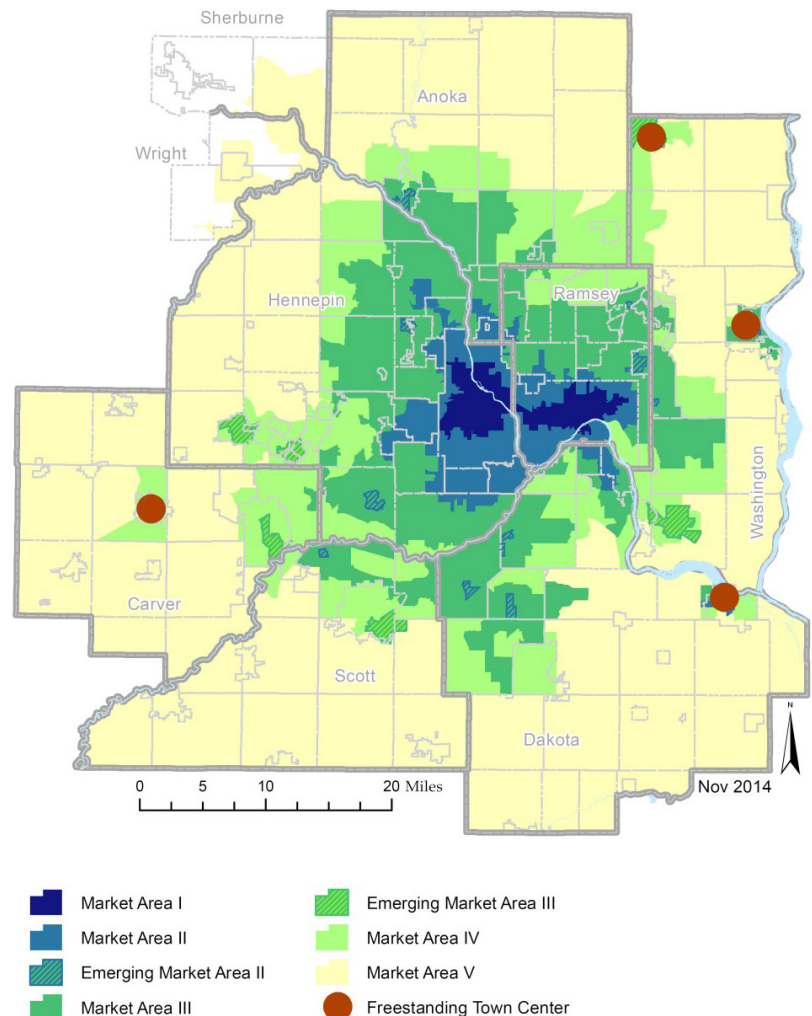 Sherburne
Anoka
Wright
Hennepin
Ramsey
Washington
Carver
Scott
Dakota
N
Nov 2014
0 5 10 20 Miles
Market Area I
Market Area II
Emerging Market Area II
Market Area III
Emerging Market Area III
Market Area IV
Market Area V
Freestanding Town Center